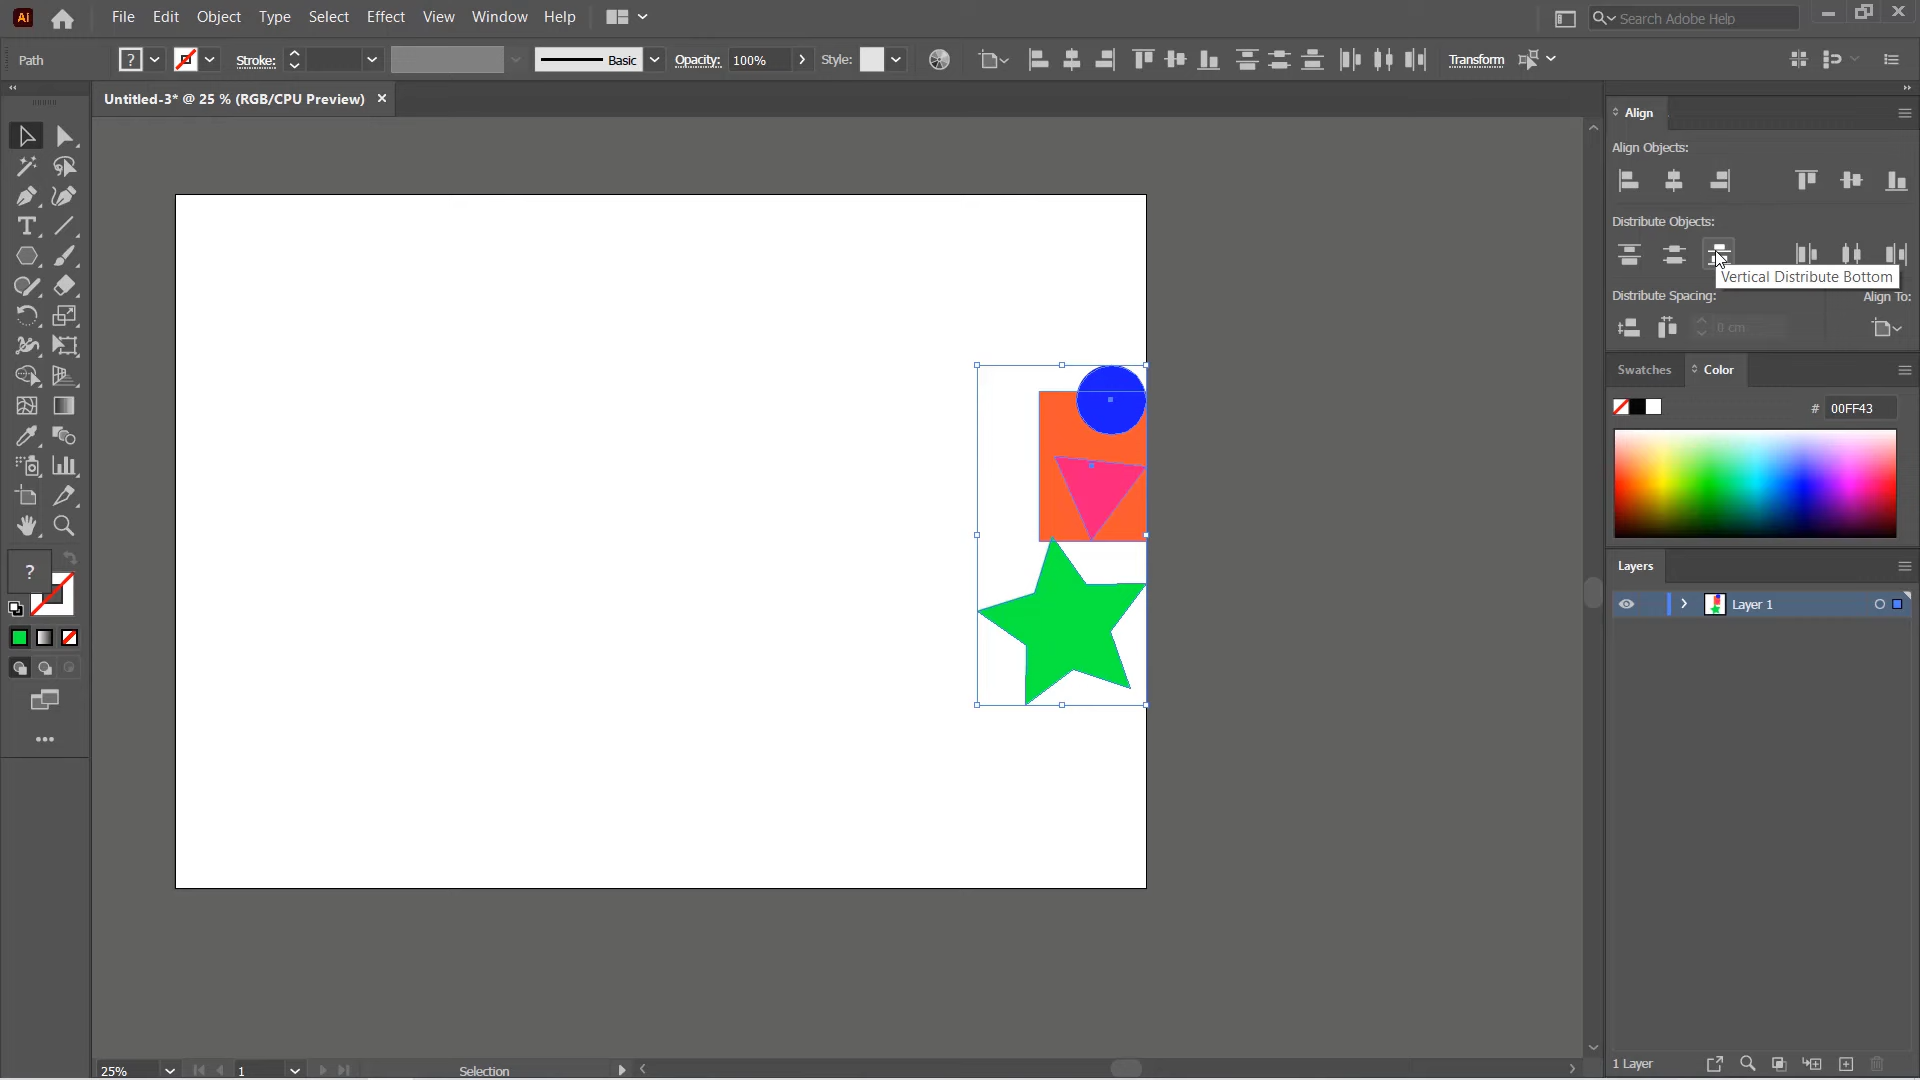 Ai File Edit Object Type Select Effect View Window Help Search Adobe Help
Path ? Stroke: Basic Opacity: 100% Style: Transform
Untitled-3* @ 25 % (RGB/CPU Preview) ×
Align
Align Objects:
Distribute Objects:
Vertical Distribute Bottom
Distribute Spacing: Align To:
0 cm
Swatches Color
# 00FF43
Layers
?
Layer 1
1 Layer
25% 1 Selection